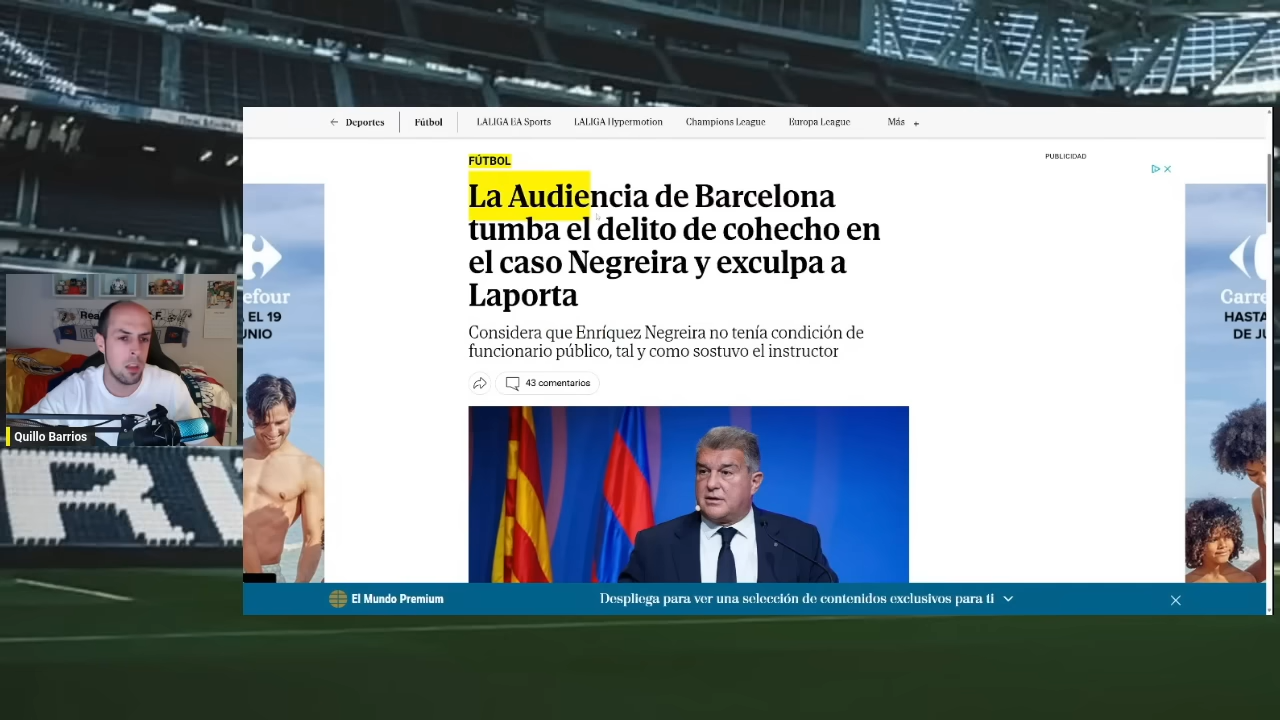 ← Deportes
Fútbol
LALIGA EA Sports
LALIGA Hypermotion
Champions League
Europa League
Más +
FÚTBOL
La Audiencia de Barcelona
tumba el delito de cohecho en
el caso Negreira y exculpa a
Laporta
Considera que Enríquez Negreira no tenía condición de
funcionario público, tal y como sostuvo el instructor
43 comentarios
PUBLICIDAD
efour
EL 19
UNIO
Carre
HASTA
DE JU
Quillo Barrios
El Mundo Premium
Despliega para ver una selección de contenidos exclusivos para ti